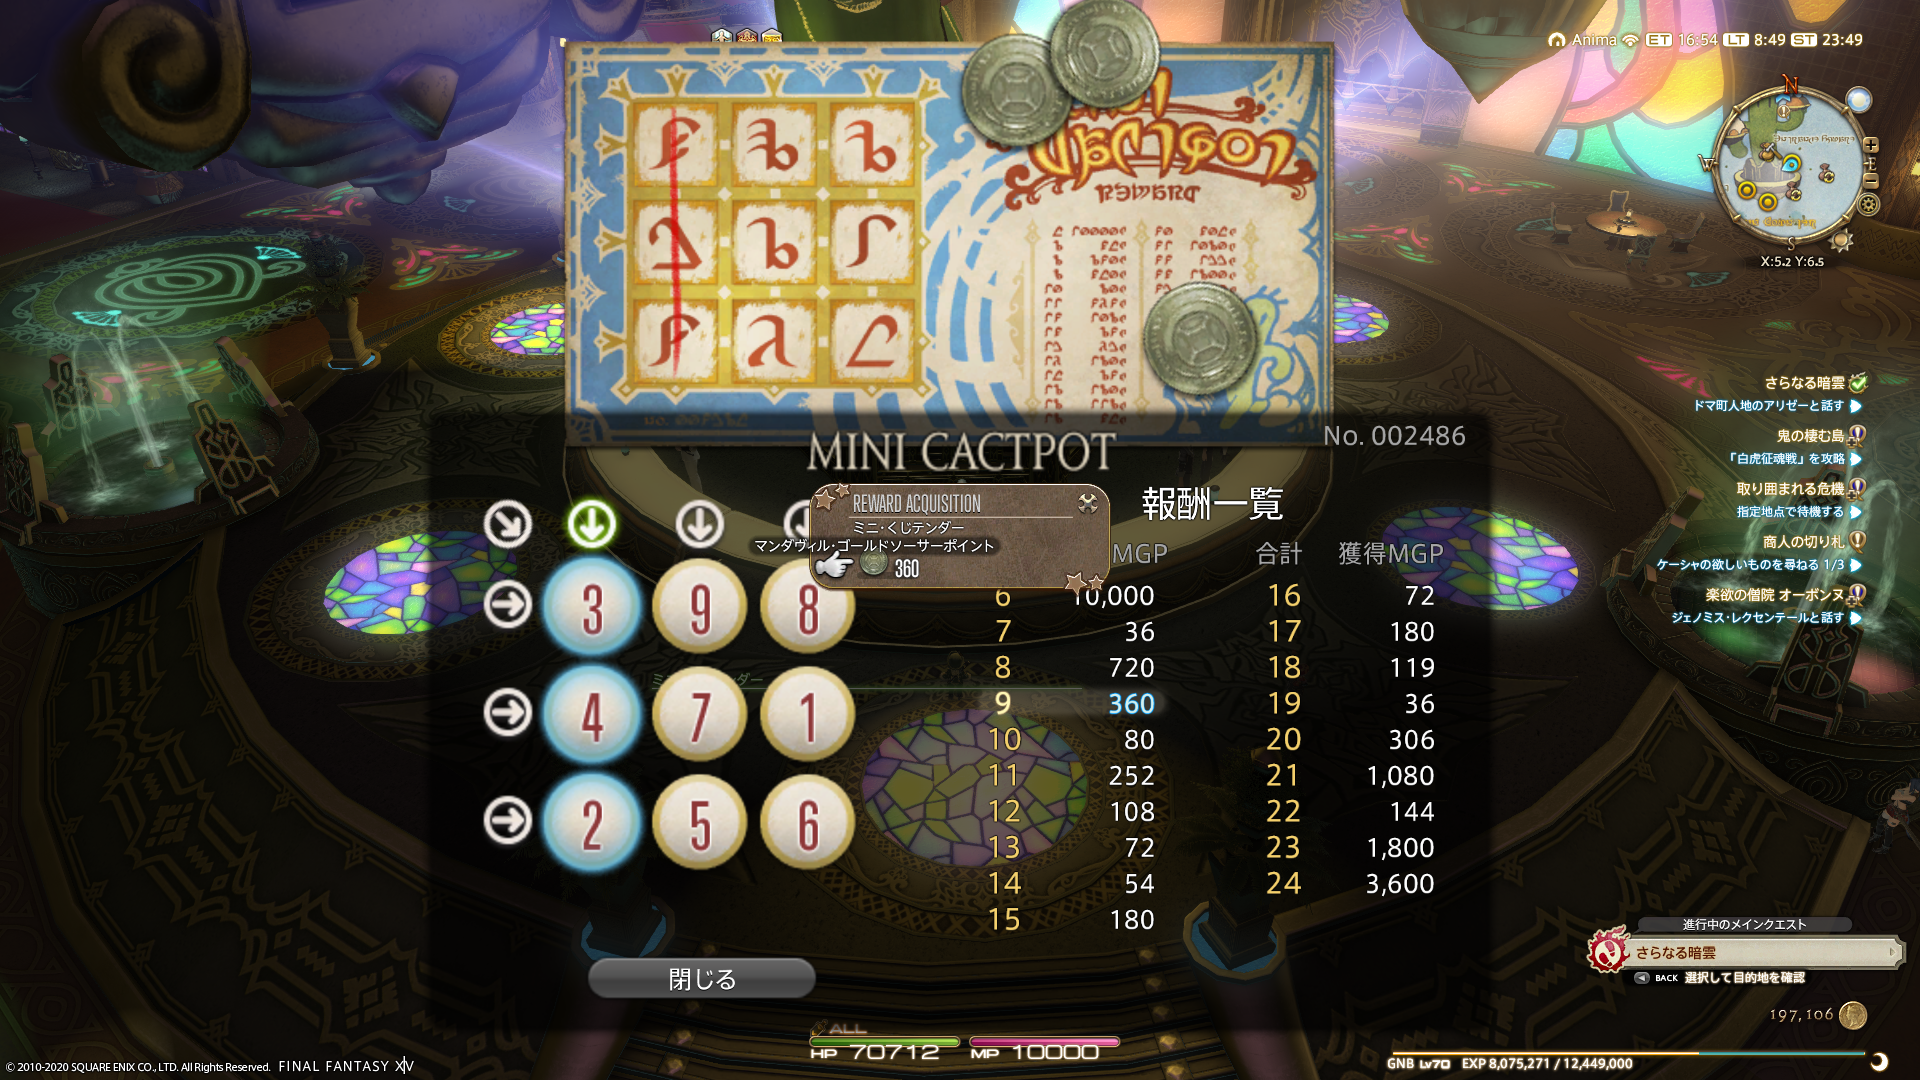 Anima ET 16:54 LT 8:49 ST 23:49
N
W
E
S
X:5.2 Y:6.5
MINI CACTPOT
No. 002486
REWARD ACQUISITION
ミニ・くじテンダー
マンダヴィル・ゴールドソーサーポイント
360
報酬一覧
MGP 合計 獲得MGP
3 9 8
4 7 1
2 5 6
6 10,000 16 72
7 36 17 180
8 720 18 119
9 360 19 36
10 80 20 306
11 252 21 1,080
12 108 22 144
13 72 23 1,800
14 54 24 3,600
15 180
閉じる
さらなる暗雲
ドマ町人地のアリゼーと話す
鬼の棲む島
「白虎征魂戦」を攻略
取り囲まれる危機
指定地点で待機する
商人の切り札
ケーシャの欲しいものを尋ねる 1/3
楽欲の僧院 オーボンヌ
ジェノミス・レクセンテールと話す
進行中のメインクエスト
さらなる暗雲
BACK 選択して目的地を確認
197,106
ALL
HP 70712 MP 10000
GNB Lv70 EXP 8,075,271 / 12,449,000
© 2010-2020 SQUARE ENIX CO., LTD. All Rights Reserved. FINAL FANTASY XIV